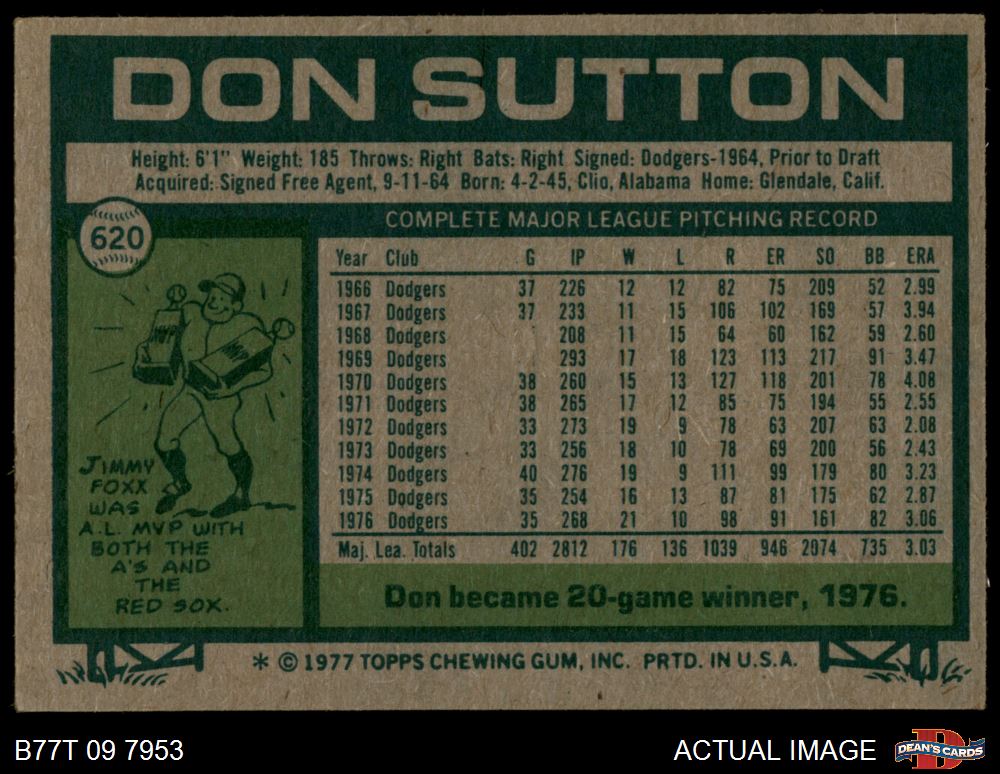 DON SUTTON
Height: 6'1" Weight: 185 Throws: Right Bats: Right Signed: Dodgers-1964, Prior to Draft
Acquired: Signed Free Agent, 9-11-64 Born: 4-2-45, Clio, Alabama Home: Glendale, Calif.
620
COMPLETE MAJOR LEAGUE PITCHING RECORD
Year Club G IP W L R ER SO BB ERA
1966 Dodgers 37 226 12 12 82 75 209 52 2.99
1967 Dodgers 37 233 11 15 106 102 169 57 3.94
1968 Dodgers 208 11 15 64 60 162 59 2.60
1969 Dodgers 293 17 18 123 113 217 91 3.47
1970 Dodgers 38 260 15 13 127 118 201 78 4.08
1971 Dodgers 38 265 17 12 85 75 194 55 2.55
1972 Dodgers 33 273 19 9 78 63 207 63 2.08
1973 Dodgers 33 256 18 10 78 69 200 56 2.43
1974 Dodgers 40 276 19 9 111 99 179 80 3.23
1975 Dodgers 35 254 16 13 87 81 175 62 2.87
1976 Dodgers 35 268 21 10 98 91 161 82 3.06
Maj. Lea. Totals 402 2812 176 136 1039 946 2074 735 3.03
MVP
MVP
JIMMY
FOXX
WAS
A.L. MVP WITH
BOTH THE
A'S AND
THE
RED SOX.
Don became 20-game winner, 1976.
* © 1977 TOPPS CHEWING GUM, INC. PRTD. IN U.S.A.
B77T 09 7953
ACTUAL IMAGE
D
DEAN'S CARDS